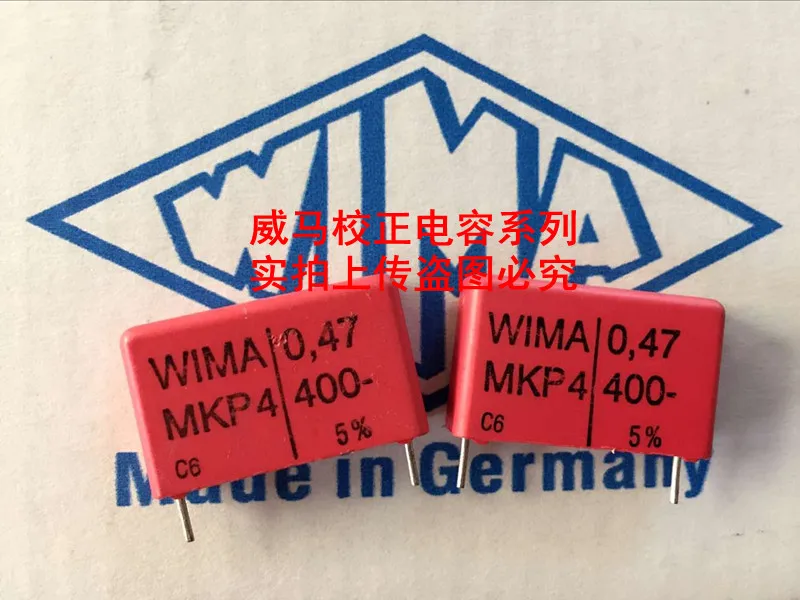 WIMA
威马校正电容系列
实拍上传盗图必究
WIMA 0,47
MKP4 400-
C6 5%
WIMA 0,47
MKP4 400-
C6 5%
Made in Germany